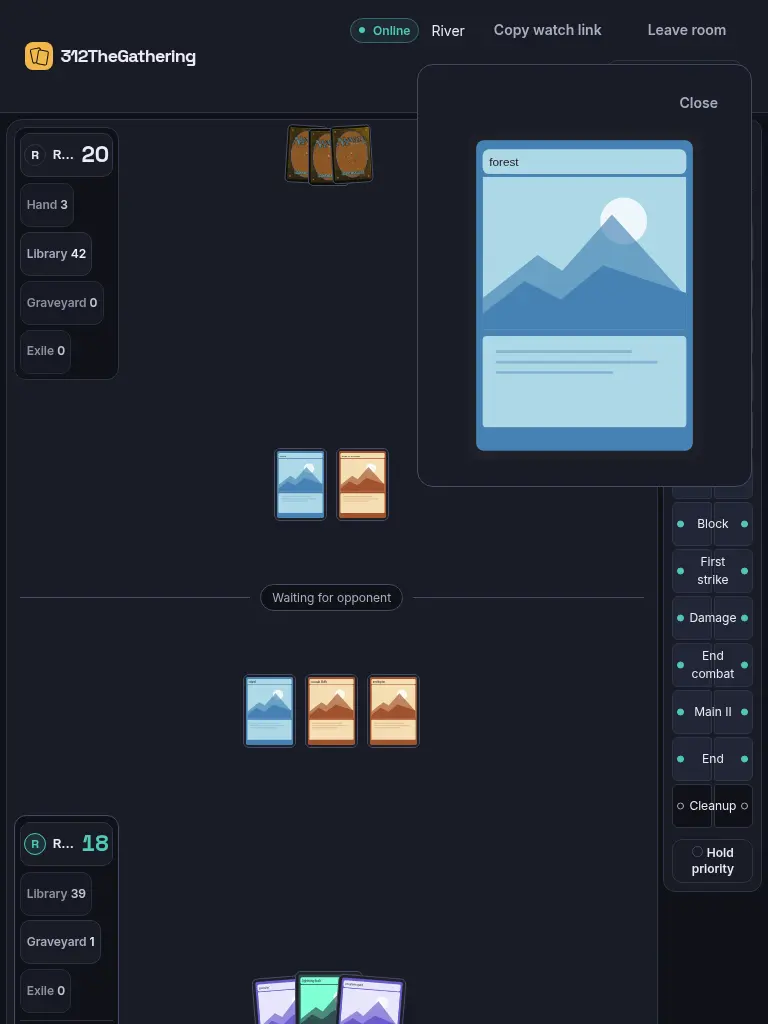 Online
River
Copy watch link
Leave room
312TheGathering
Close
R R... 20
Hand 3
Library 42
Graveyard 0
Exile 0
forest
Block
First
strike
Damage
End
combat
Main II
End
Cleanup
Hold
priority
Waiting for opponent
R R... 18
Library 39
Graveyard 1
Exile 0